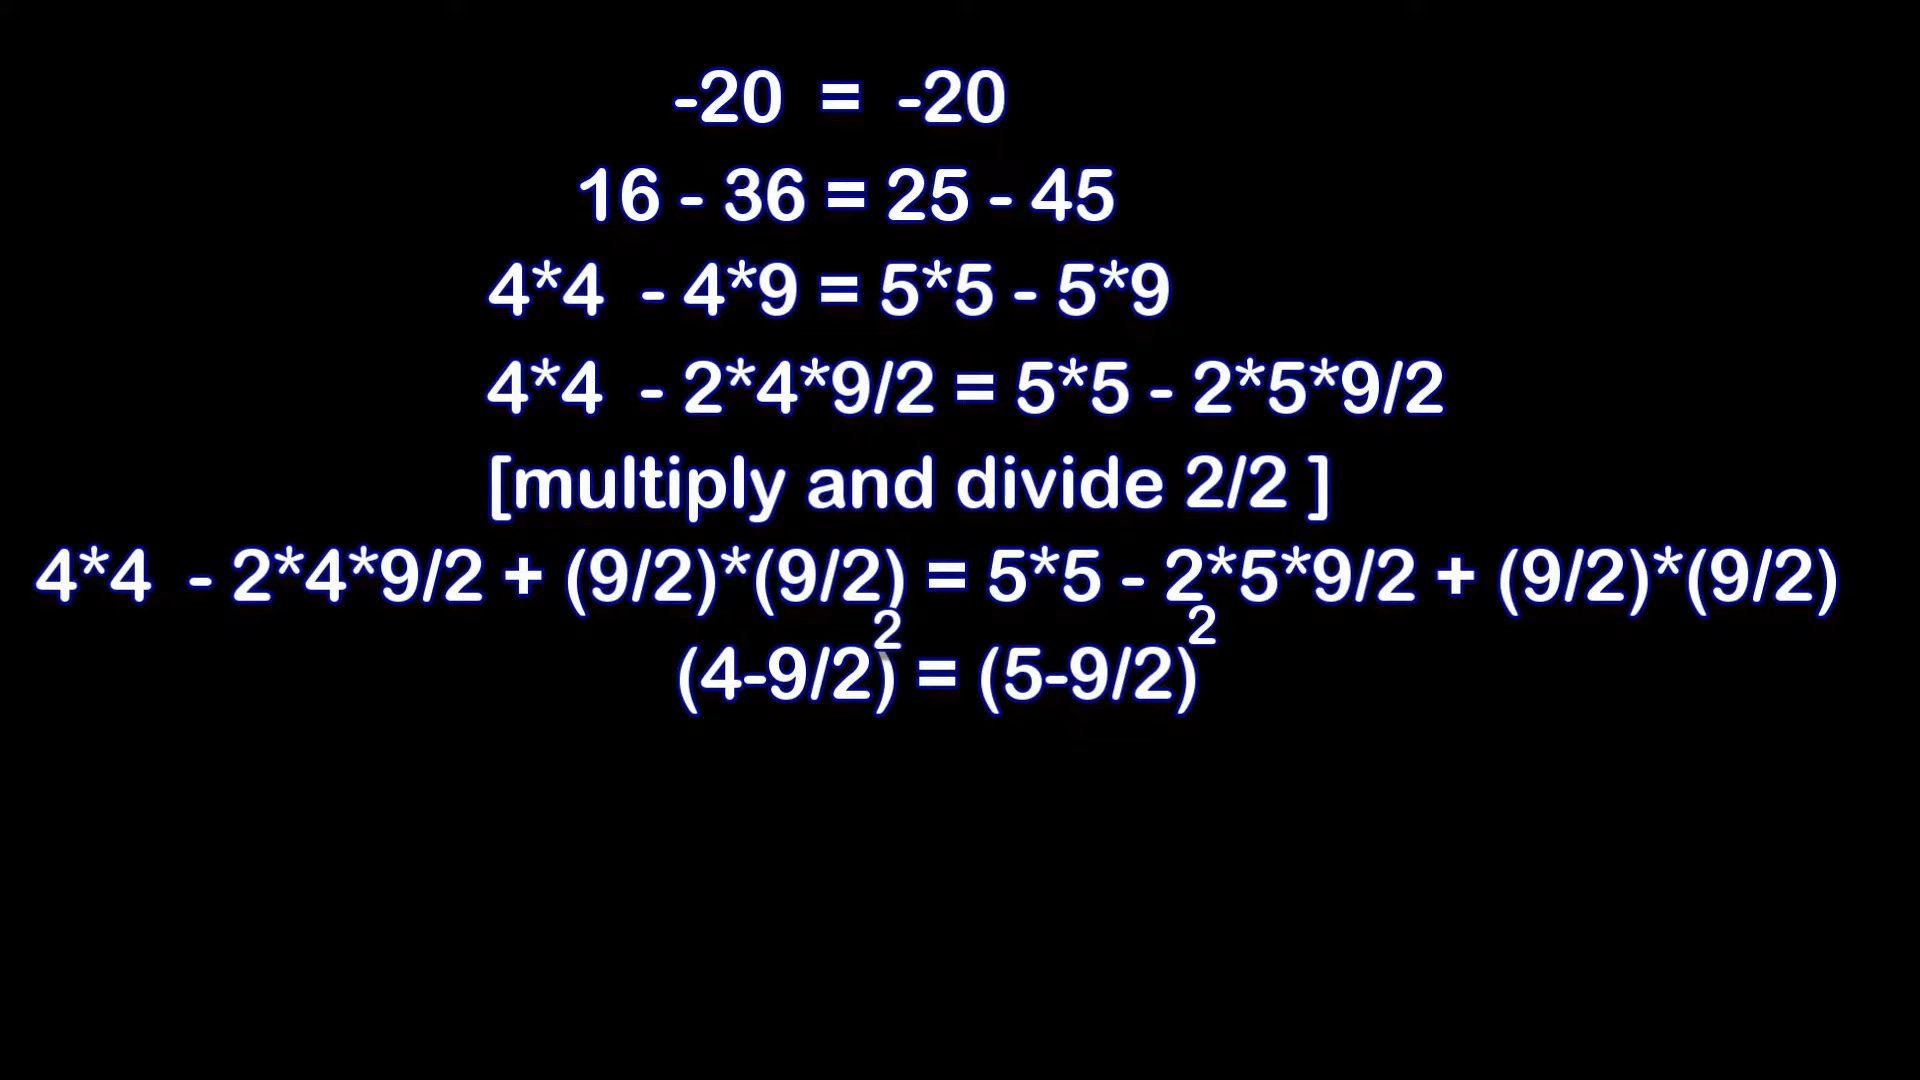 -20 = -20
16 - 36 = 25 - 45
4*4 - 4*9 = 5*5 - 5*9
4*4 - 2*4*9/2 = 5*5 - 2*5*9/2
[multiply and divide 2/2 ]
4*4 - 2*4*9/2 + (9/2)*(9/2) = 5*5 - 2*5*9/2 + (9/2)*(9/2)
(4-9/2)² = (5-9/2)²